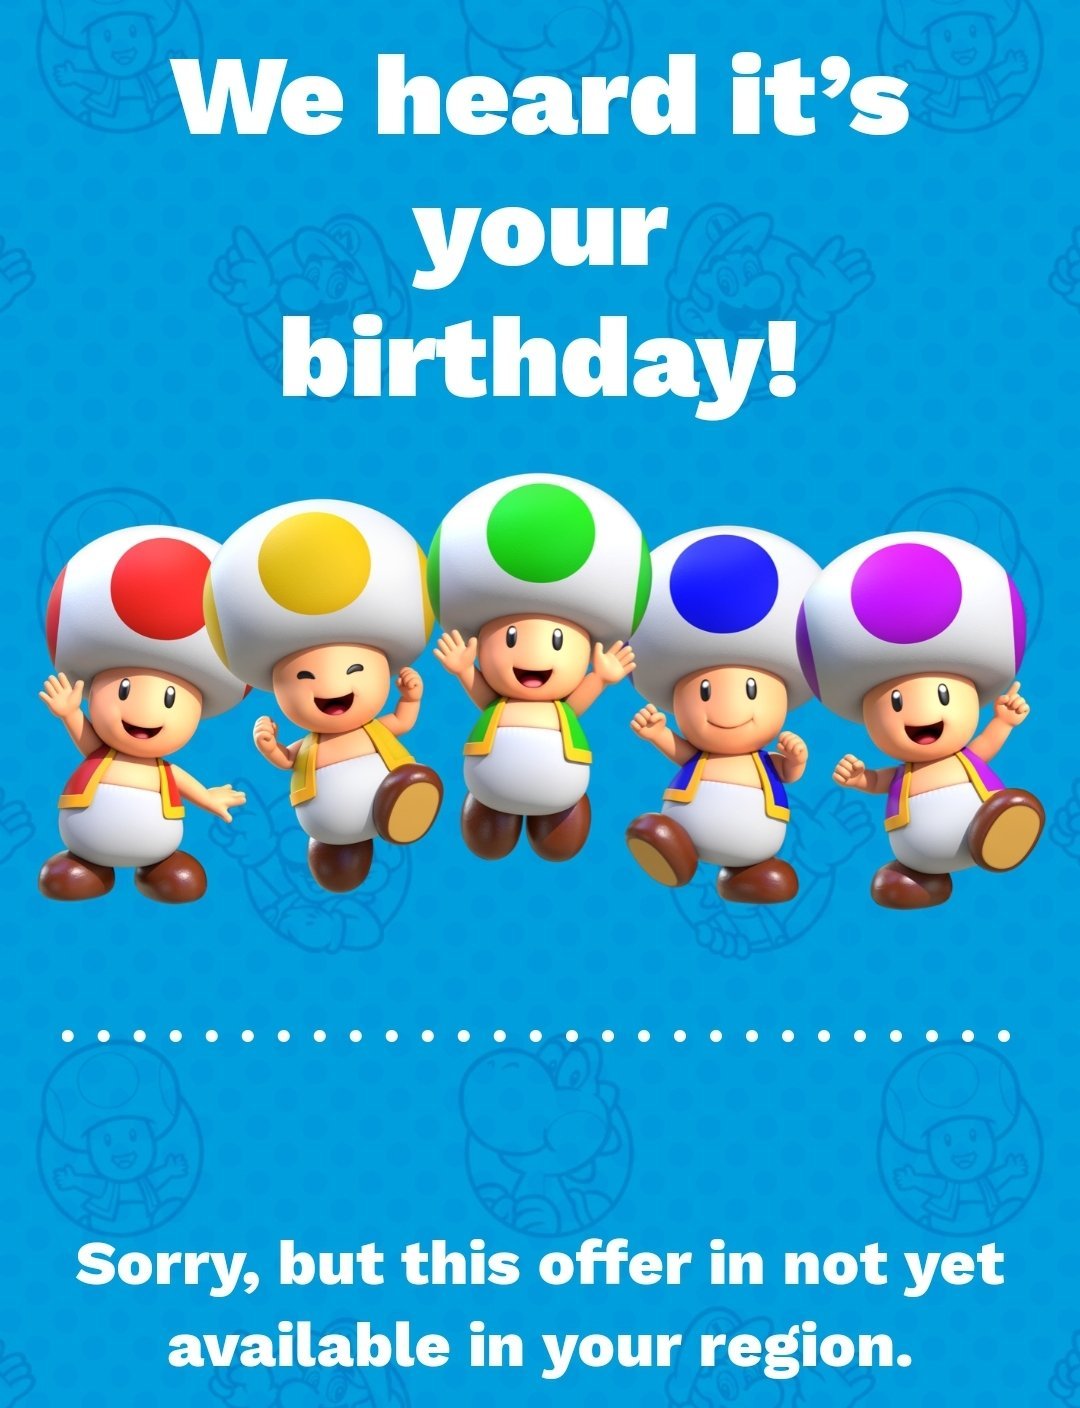 We heard it’s
your
birthday!
Sorry, but this offer in not yet
available in your region.